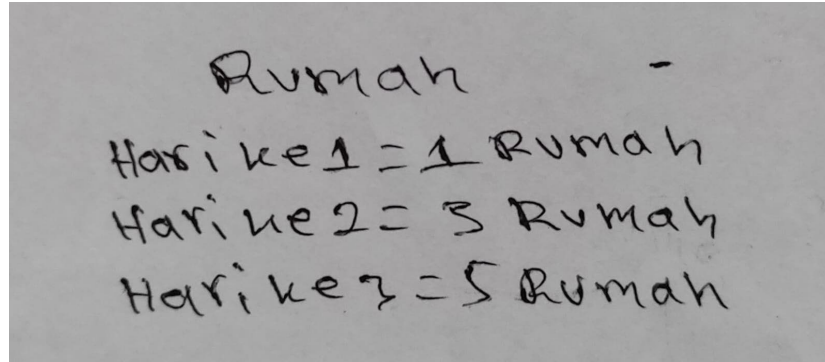 Rumah
Hari ke 1 = 1 Rumah
Hari ke 2 = 3 Rumah
Hari ke 3 = 5 Rumah